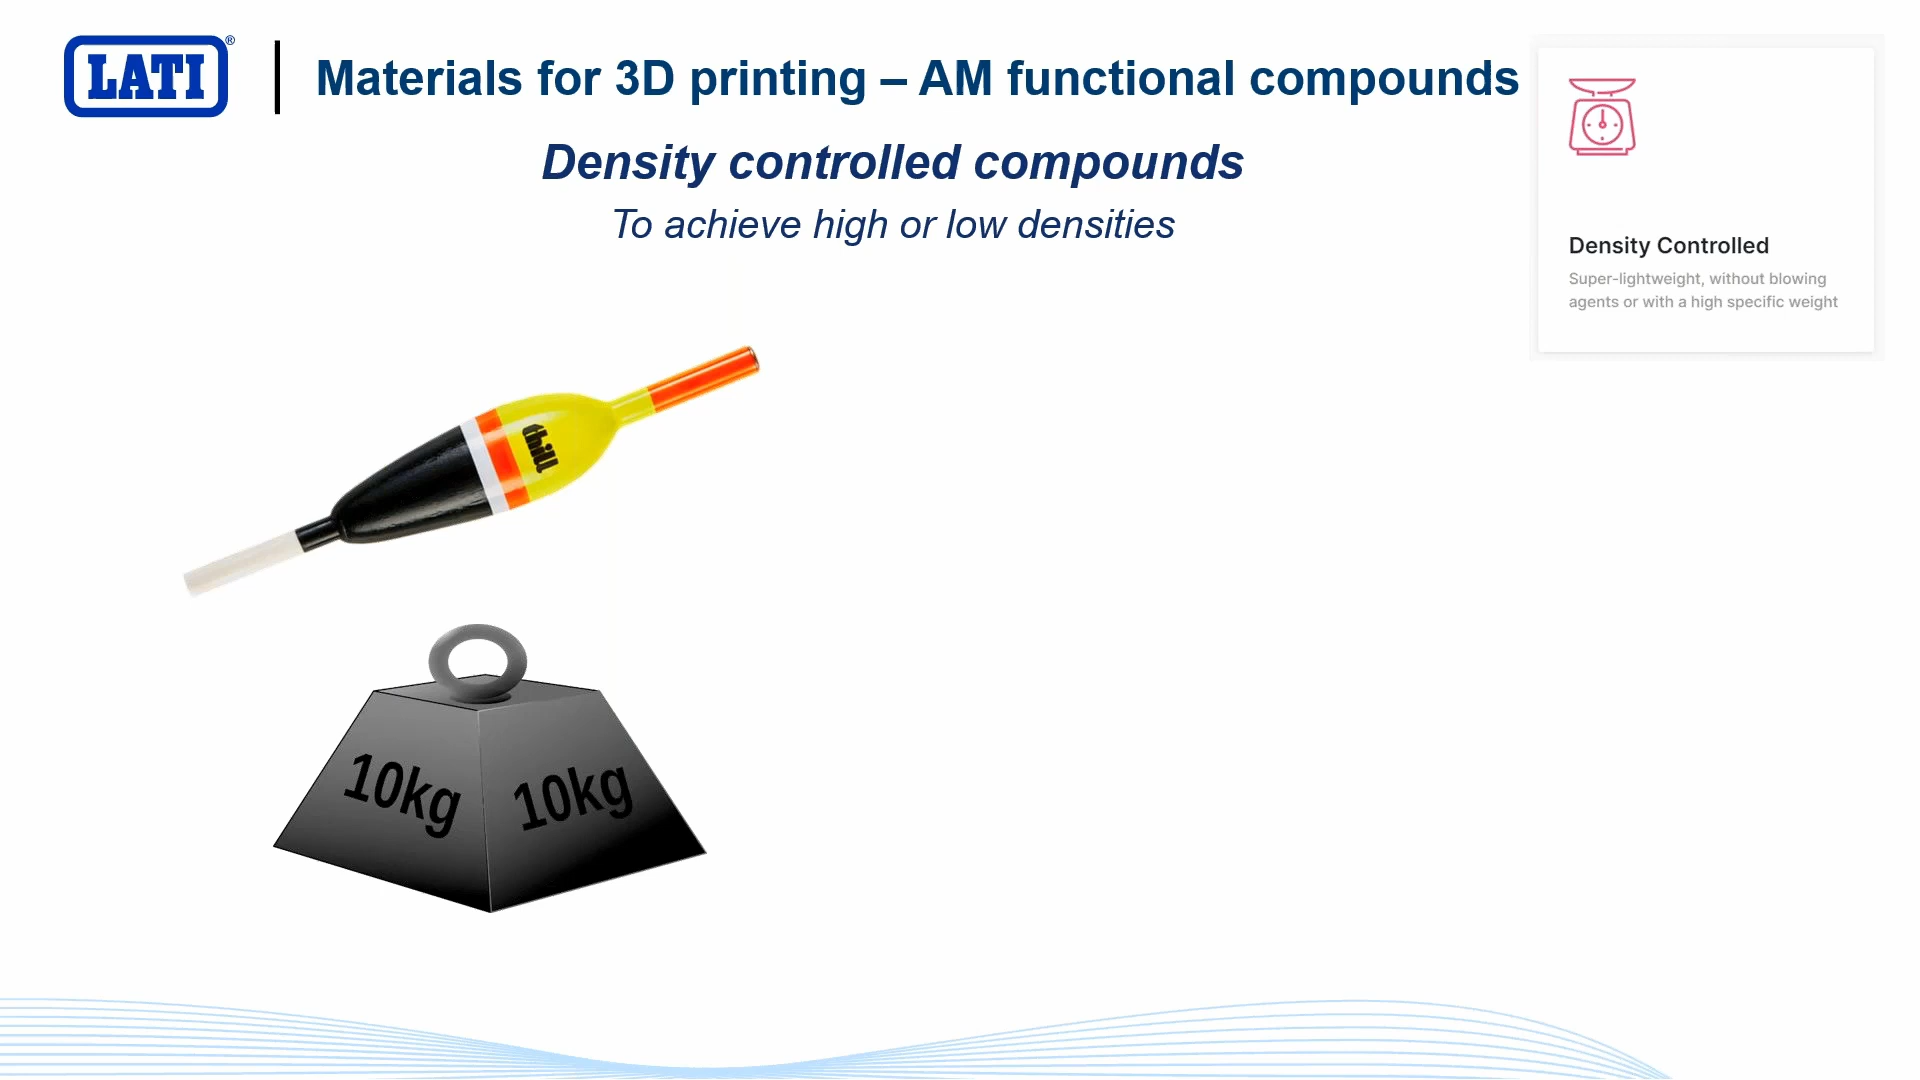 LATI®
Materials for 3D printing – AM functional compounds
Density controlled compounds
To achieve high or low densities
Density Controlled
Super-lightweight, without blowing
agents or with a high specific weight
thill
10kg
10kg